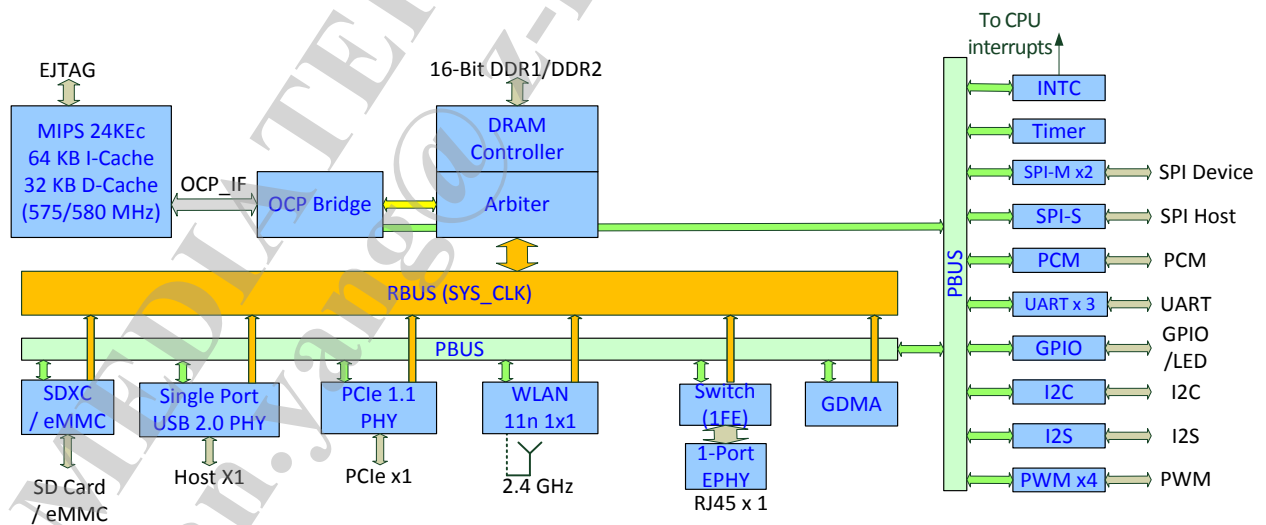 To CPU
interrupts
EJTAG
16-Bit DDR1/DDR2
MIPS 24KEc
64 KB I-Cache
32 KB D-Cache
(575/580 MHz)
OCP_IF
OCP Bridge
DRAM
Controller
Arbiter
RBUS (SYS_CLK)
PBUS
SDXC
/ eMMC
Single Port
USB 2.0 PHY
PCIe 1.1
PHY
WLAN
11n 1x1
Switch
(1FE)
GDMA
1-Port
EPHY
SD Card
/ eMMC
Host X1
PCIe x1
2.4 GHz
RJ45 x 1
PBUS
INTC
Timer
SPI-M x2
SPI Device
SPI-S
SPI Host
PCM
PCM
UART x 3
UART
GPIO
GPIO
/LED
I2C
I2C
I2S
I2S
PWM x4
PWM
MEDIATEK